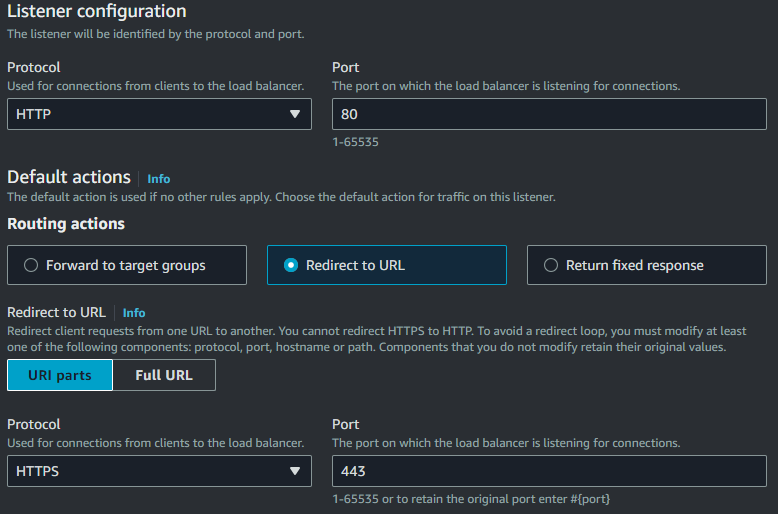 Listener configuration
The listener will be identified by the protocol and port.
Protocol Port
Used for connections from clients to the load balancer. The port on which the load balancer is listening for connections.
HTTP 80
1-65535
Default actions Info
The default action is used if no other rules apply. Choose the default action for traffic on this listener.
Routing actions
Forward to target groups Redirect to URL Return fixed response
Redirect to URL Info
Redirect client requests from one URL to another. You cannot redirect HTTPS to HTTP. To avoid a redirect loop, you must modify at least
one of the following components: protocol, port, hostname or path. Components that you do not modify retain their original values.
URI parts Full URL
Protocol Port
Used for connections from clients to the load balancer. The port on which the load balancer is listening for connections.
HTTPS 443
1-65535 or to retain the original port enter #{port}